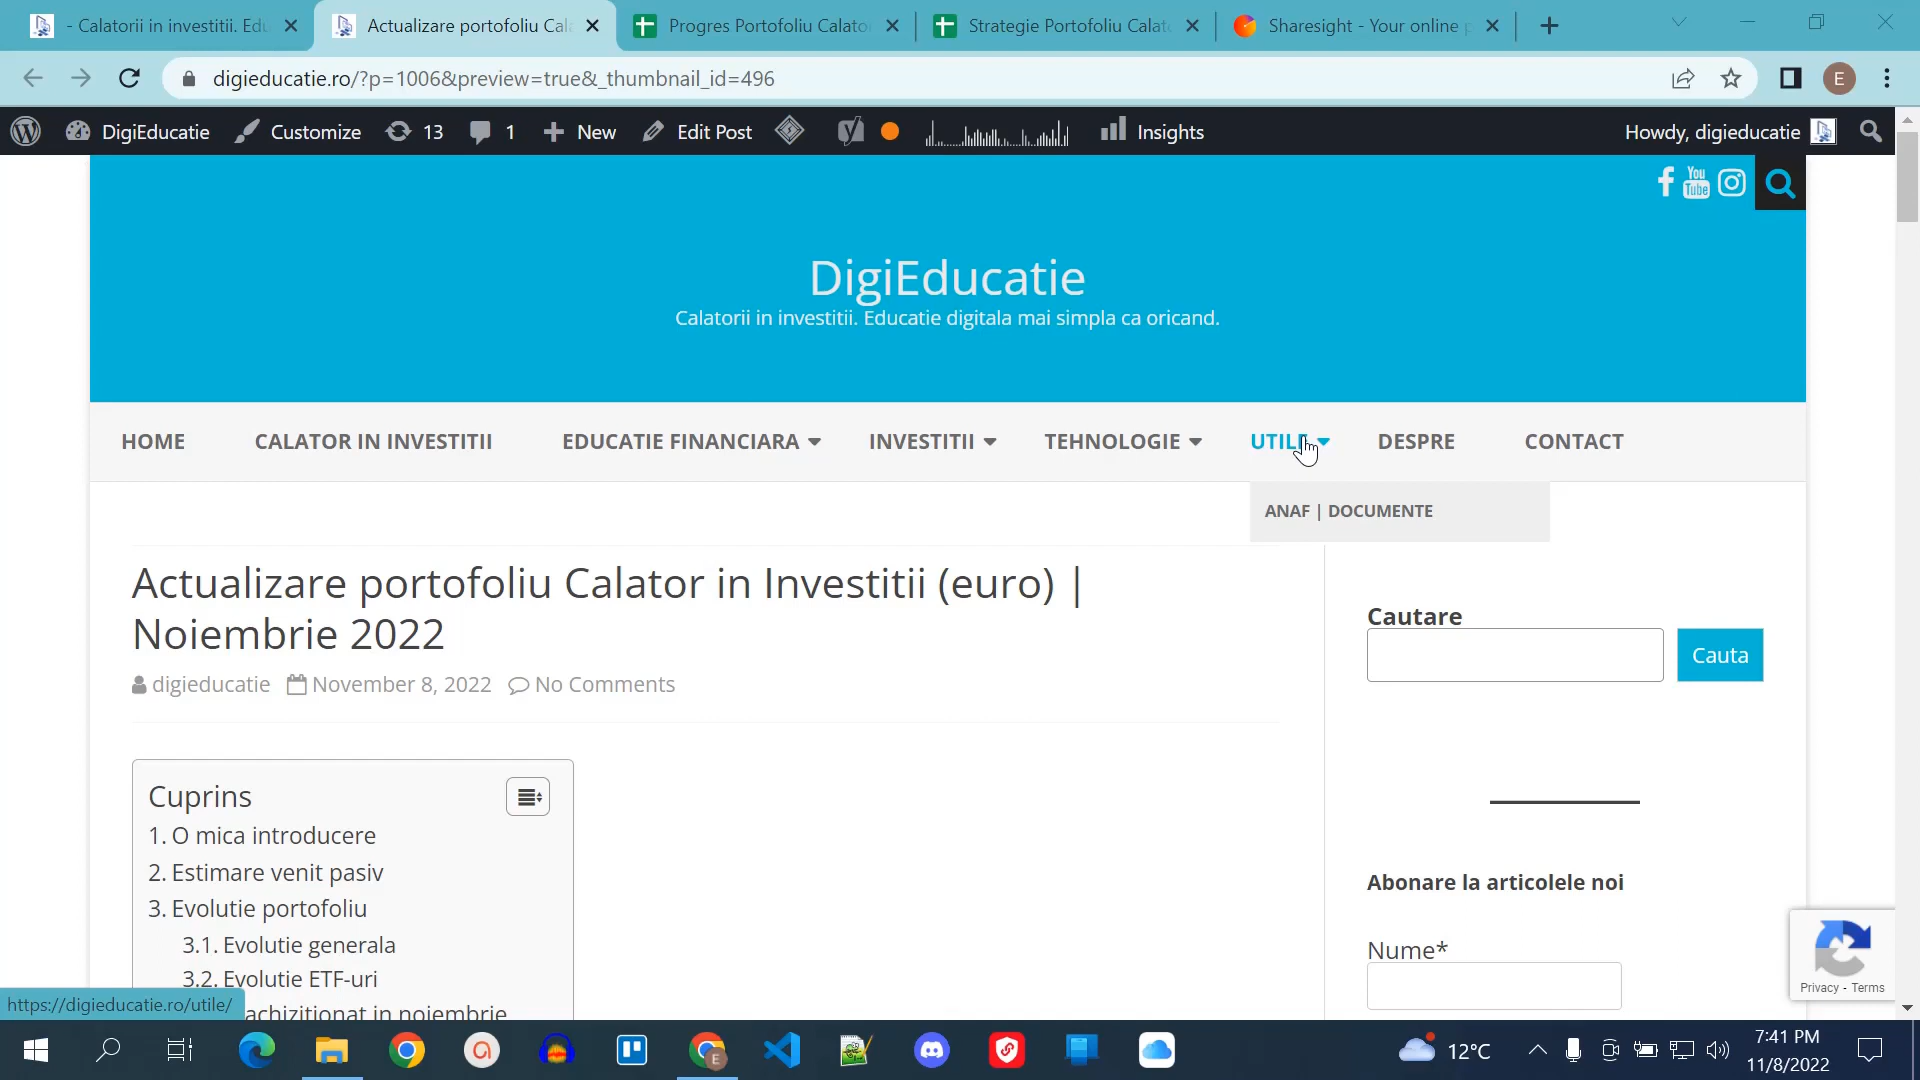 - Calatorii in investitii. Edu
Actualizare portofoliu Cala
Progres Portofoliu Calato
Strategie Portofoliu Calato
Sharesight - Your online p
digieducatie.ro/?p=1006&preview=true&_thumbnail_id=496
E
DigiEducatie
Customize
13
1
New
Edit Post
Insights
Howdy, digieducatie
You
Tube
DigiEducatie
Calatorii in investitii. Educatie digitala mai simpla ca oricand.
HOME
CALATOR IN INVESTITII
EDUCATIE FINANCIARA
INVESTITII
TEHNOLOGIE
UTILE
DESPRE
CONTACT
ANAF | DOCUMENTE
Actualizare portofoliu Calator in Investitii (euro) |
Noiembrie 2022
digieducatie
November 8, 2022
No Comments
Cuprins
1. O mica introducere
2. Estimare venit pasiv
3. Evolutie portofoliu
3.1. Evolutie generala
3.2. Evolutie ETF-uri
achizitionat in noiembrie
Cautare
Cauta
Abonare la articolele noi
Nume*
Privacy - Terms
https://digieducatie.ro/utile/
E
12°C
7:41 PM
11/8/2022